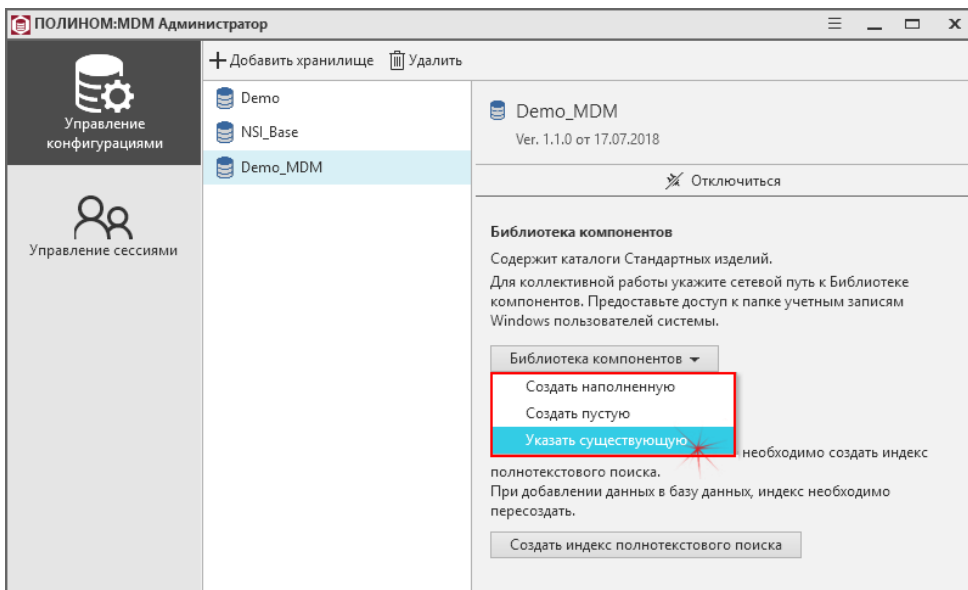 ПОЛИНОМ:MDM Администратор
Добавить хранилище Удалить
Управление
конфигурациями
Управление сессиями
Demo
NSI_Base
Demo_MDM
Demo_MDM
Ver. 1.1.0 от 17.07.2018
Отключиться
Библиотека компонентов
Содержит каталоги Стандартных изделий.
Для коллективной работы укажите сетевой путь к Библиотеке
компонентов. Предоставьте доступ к папке учетным записям
Windows пользователей системы.
Библиотека компонентов
Создать наполненную
Создать пустую
Указать существующую
необходимо создать индекс
полнотекстового поиска.
При добавлении данных в базу данных, индекс необходимо
пересоздать.
Создать индекс полнотекстового поиска